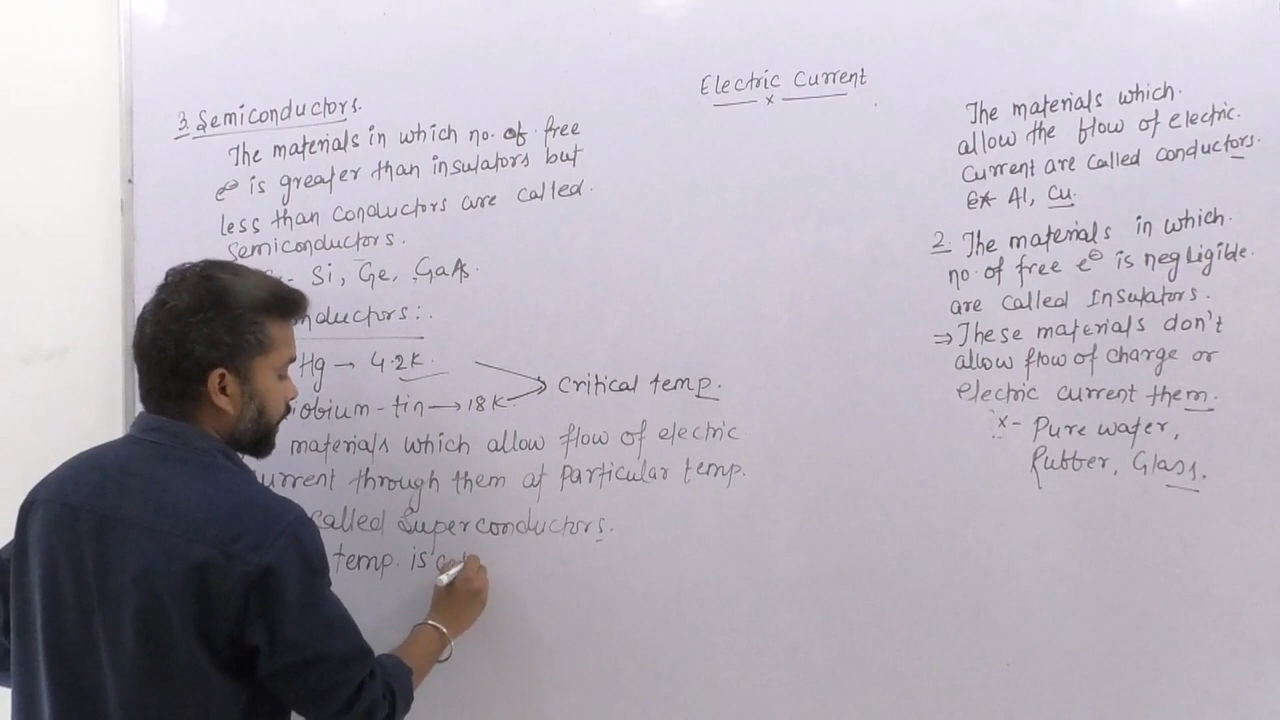 Electric Current
x
3. Semiconductors.
The materials in which no. of free
e⊖ is greater than insulators but
less than conductors are called.
Semiconductors.
Si, Ge, GaAs.
onductors:.
Hg → 4.2K.
iobium-tin → 18K.
Critical temp.
materials which allow flow of electric
urrent through them at particular temp.
called Superconductors.
temp. is
The materials which.
allow the flow of electric.
current are called conductors.
Ex Al, Cu.
2. The materials in which.
no. of free e⊖ is negligible.
are called Insulators.
⇒ These materials don't
allow flow of charge or
electric current them.
x- Pure water,
Rubber, Glass.